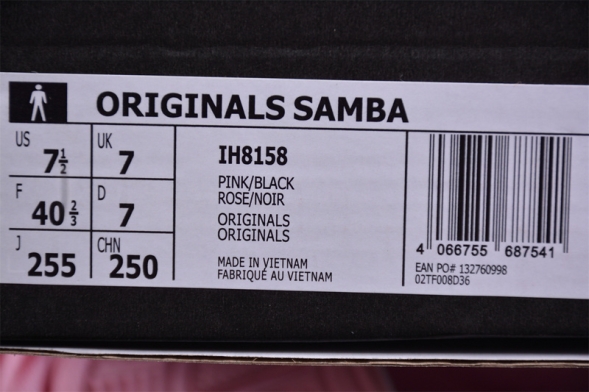 ORIGINALS SAMBA
US 7½
UK 7
F 40⅔
D 7
J 255
CHN 250
IH8158
PINK/BLACK
ROSE/NOIR
ORIGINALS
ORIGINALS
MADE IN VIETNAM
FABRIQUÉ AU VIETNAM
4 066755 687541
EAN PO# 132760998
02TF008D36